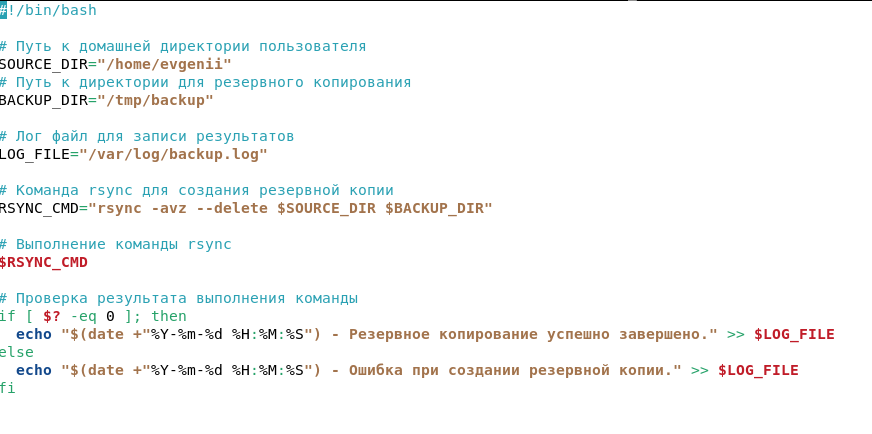 #!/bin/bash
# Путь к домашней директории пользователя
SOURCE_DIR="/home/evgenii"
# Путь к директории для резервного копирования
BACKUP_DIR="/tmp/backup"
# Лог файл для записи результатов
LOG_FILE="/var/log/backup.log"
# Команда rsync для создания резервной копии
RSYNC_CMD="rsync -avz --delete $SOURCE_DIR $BACKUP_DIR"
# Выполнение команды rsync
$RSYNC_CMD
# Проверка результата выполнения команды
if [ $? -eq 0 ]; then
  echo "$(date +"%Y-%m-%d %H:%M:%S") - Резервное копирование успешно завершено." >> $LOG_FILE
else
  echo "$(date +"%Y-%m-%d %H:%M:%S") - Ошибка при создании резервной копии." >> $LOG_FILE
fi